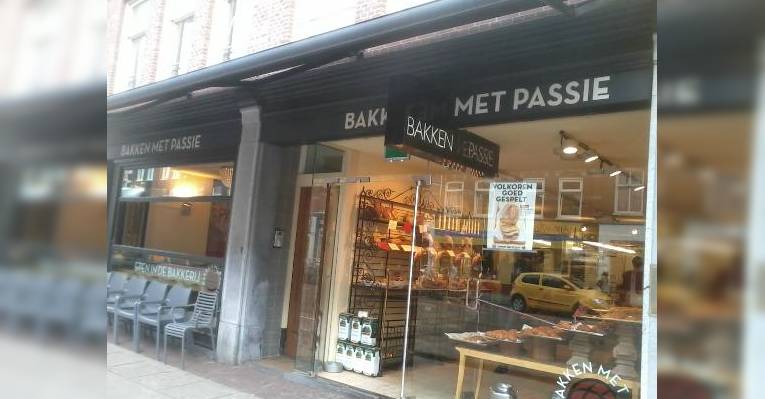 BAKKEN MET PASSIE
BAKKEN MET PASSIE
BAKKEN
PASSIE
VOLKOREN
GOED
GESPELT
BAKKEN MET